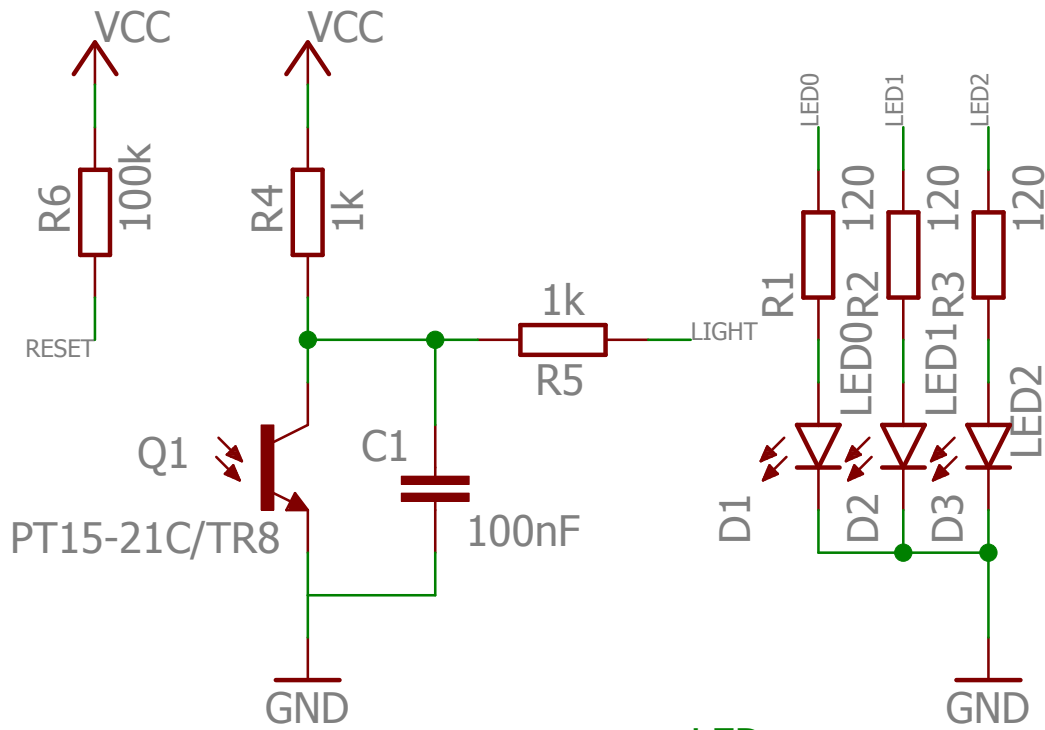 VCC
VCC
LED0
LED1
LED2
R6
100k
R4
1k
R1
120
R2
120
R3
120
RESET
1k
R5
LIGHT
LED0
LED1
LED2
Q1
PT15-21C/TR8
C1
100nF
D1
D2
D3
GND
GND